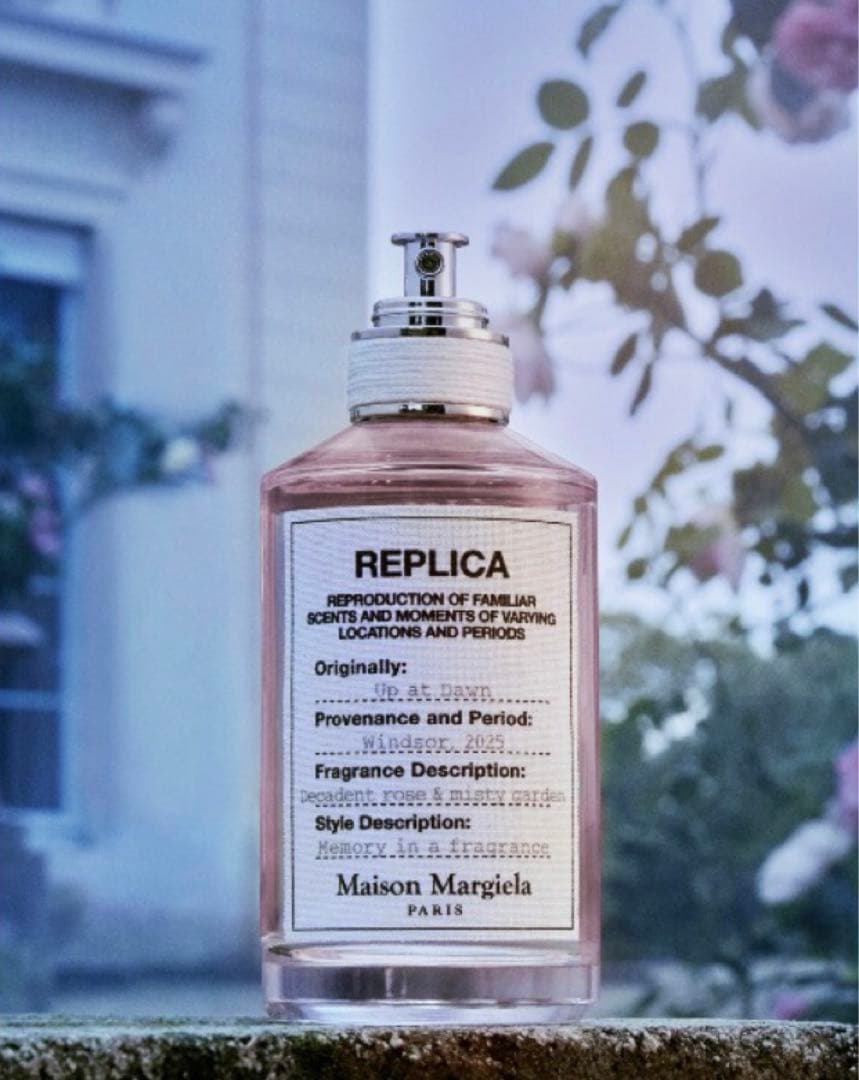 REPLICA
REPRODUCTION OF FAMILIAR
SCENTS AND MOMENTS OF VARYING
LOCATIONS AND PERIODS
Originally:
Up at Dawn
Provenance and Period:
Windsor, 2025
Fragrance Description:
Decadent rose & misty garden
Style Description:
Memory in a fragrance
Maison Margiela
PARIS